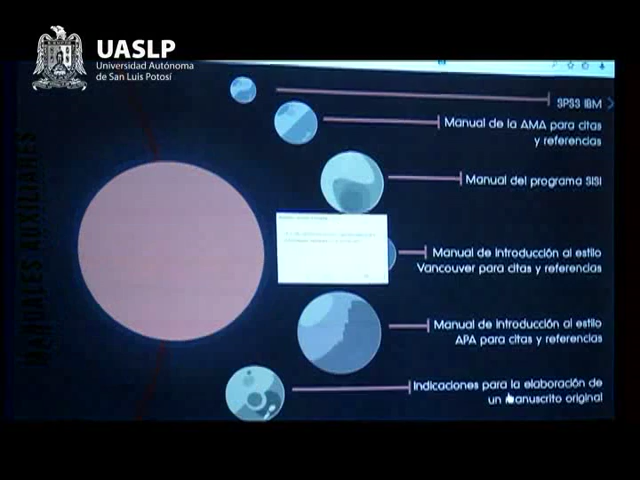 UASLP
Universidad Autónoma
de San Luis Potosí
SPSS IBM
Manual de la AMA para citas
y referencias
Manual del programa SISI
Manual de introducción al estilo
Vancouver para citas y referencias
Manual de introducción al estilo
APA para citas y referencias
Indicaciones para la elaboración de
un manuscrito original
MANUALES AUXILIARES